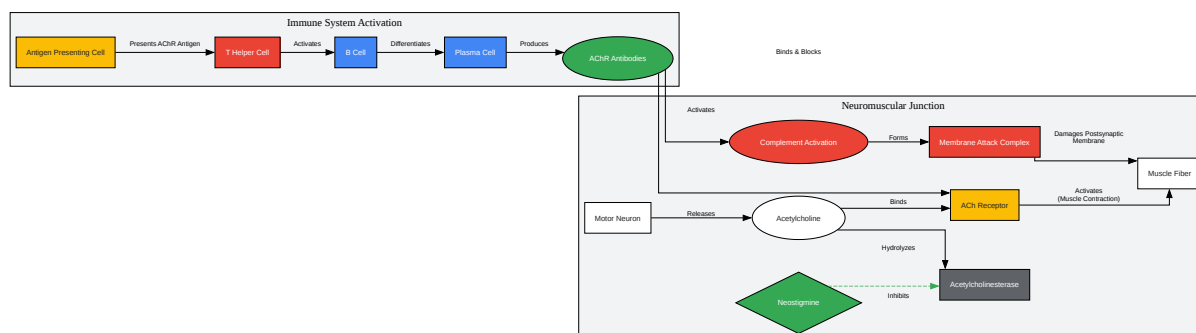 Immune System Activation
Antigen Presenting Cell
Presents AChR Antigen
T Helper Cell
Activates
B Cell
Differentiates
Plasma Cell
Produces
AChR Antibodies
Binds & Blocks
Neuromuscular Junction
Activates
Complement Activation
Forms
Membrane Attack Complex
Damages Postsynaptic
Membrane
Muscle Fiber
Motor Neuron
Releases
Acetylcholine
Binds
ACh Receptor
Activates
(Muscle Contraction)
Hydrolyzes
Acetylcholinesterase
Neostigmine
Inhibits